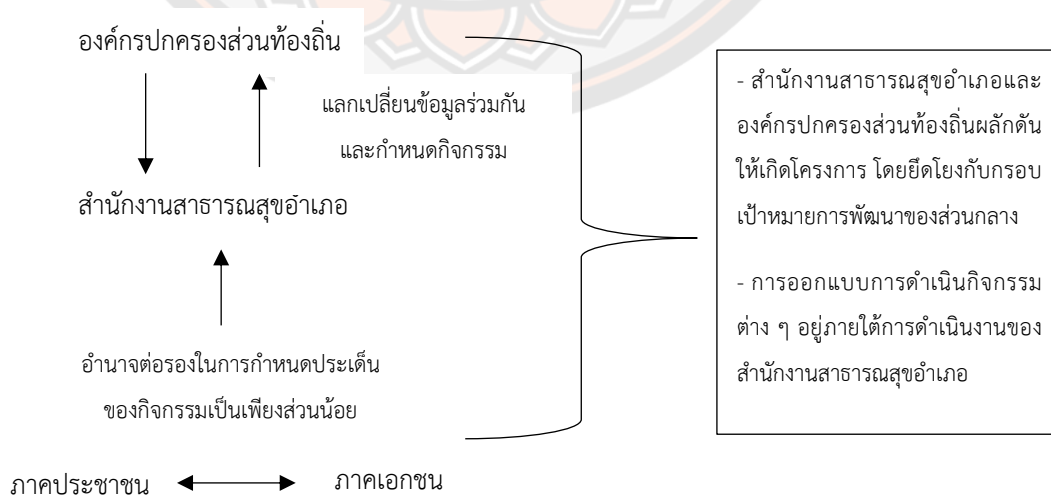 องค์กรปกครองส่วนท้องถิ่น
แลกเปลี่ยนข้อมูลร่วมกัน
และกำหนดกิจกรรม
สำนักงานสาธารณสุขอำเภอ
อำนาจต่อรองในการกำหนดประเด็น
ของกิจกรรมเป็นเพียงส่วนน้อย
ภาคประชาชน ภาคเอกชน
- สำนักงานสาธารณสุขอำเภอและ
องค์กรปกครองส่วนท้องถิ่นผลักดัน
ให้เกิดโครงการ โดยยึดโยงกับกรอบ
เป้าหมายการพัฒนาของส่วนกลาง
- การออกแบบการดำเนินกิจกรรม
ต่าง ๆ อยู่ภายใต้การดำเนินงานของ
สำนักงานสาธารณสุขอำเภอ